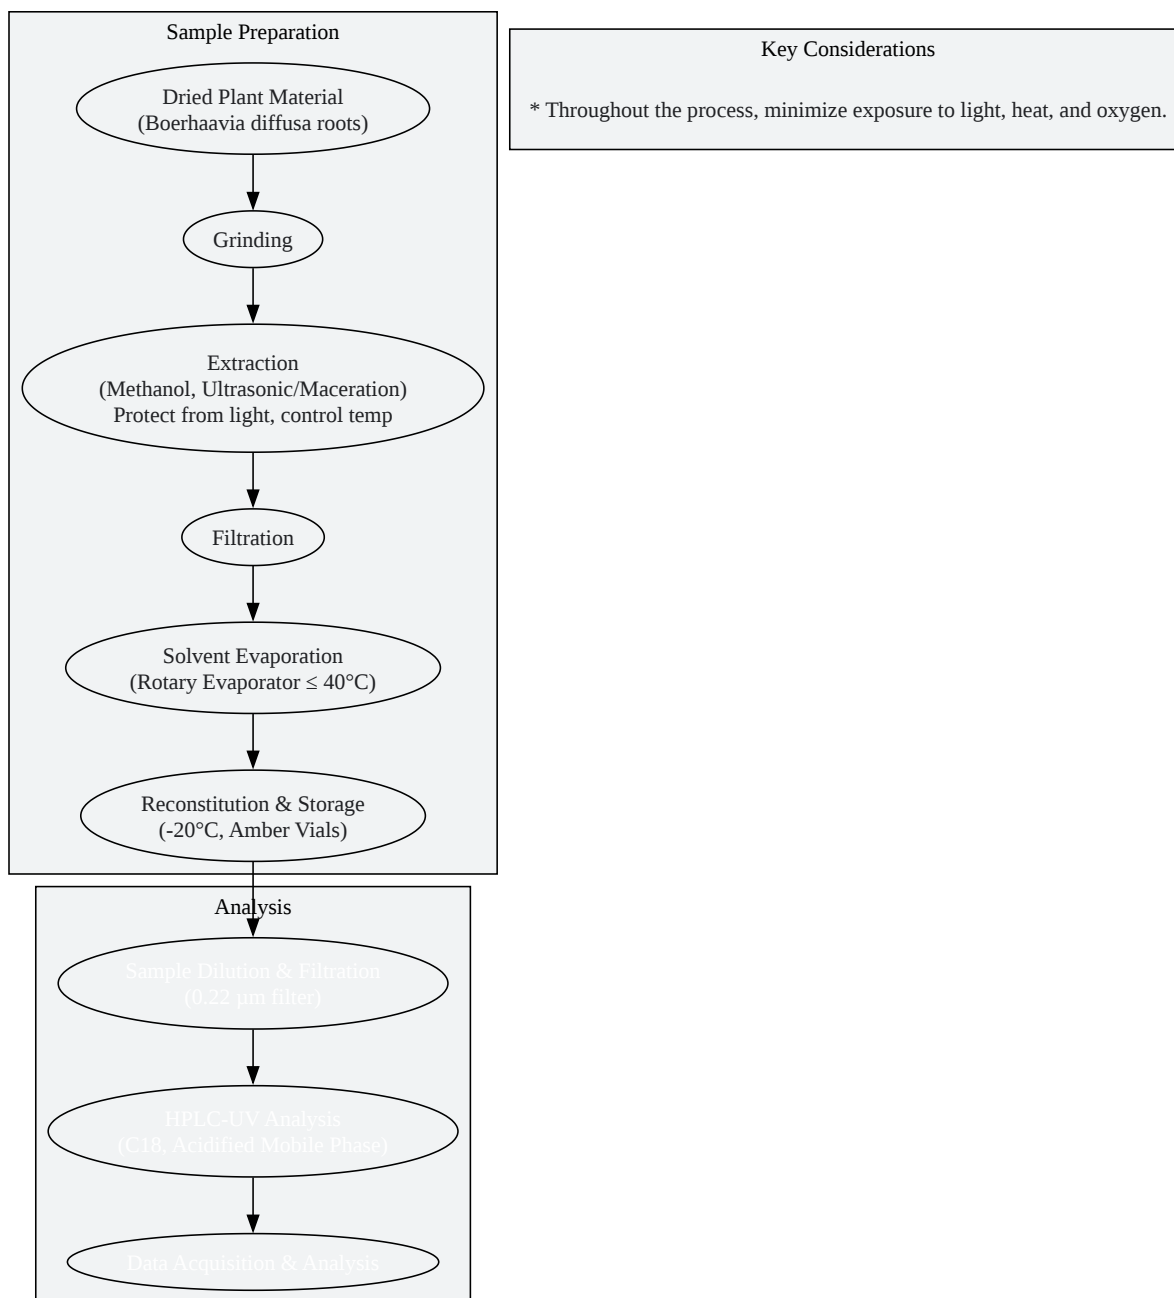 Sample Preparation
Dried Plant Material
(Boerhaavia diffusa roots)
Grinding
Extraction
(Methanol, Ultrasonic/Maceration)
Protect from light, control temp
Filtration
Solvent Evaporation
(Rotary Evaporator ≤ 40°C)
Reconstitution & Storage
(-20°C, Amber Vials)
Analysis
Sample Dilution & Filtration
(0.22 µm filter)
HPLC-UV Analysis
(C18, Acidified Mobile Phase)
Data Acquisition & Analysis
Key Considerations
* Throughout the process, minimize exposure to light, heat, and oxygen.